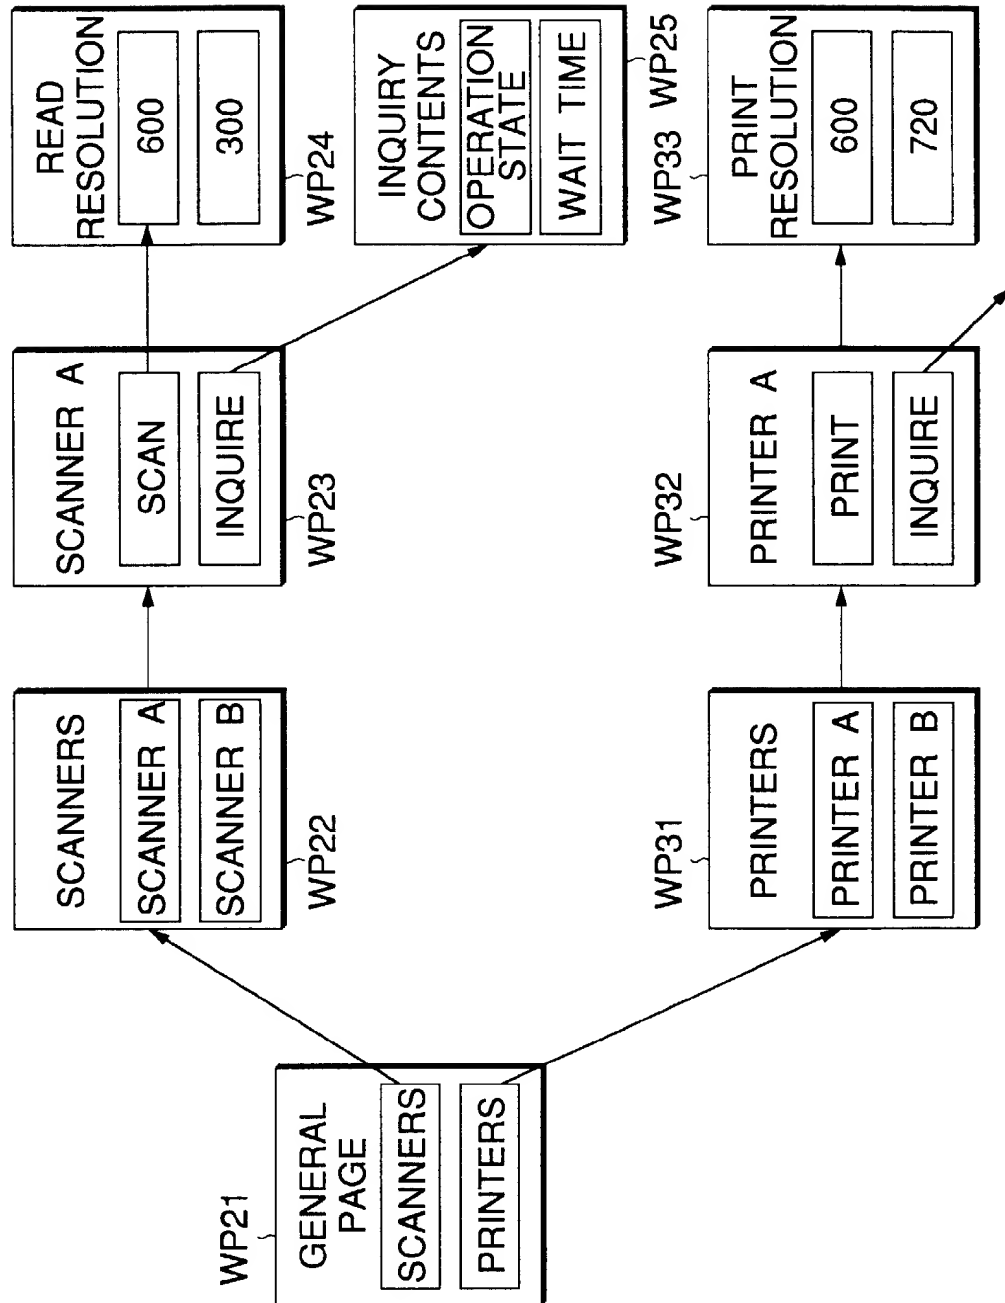 WP21
GENERAL
PAGE
SCANNERS
PRINTERS
SCANNERS
SCANNER A
SCANNER B
WP22
SCANNER A
SCAN
INQUIRE
WP23
READ
RESOLUTION
600
300
WP24
INQUIRY
CONTENTS
OPERATION
STATE
WAIT TIME
WP25
WP31
PRINTERS
PRINTER A
PRINTER B
WP32
PRINTER A
PRINT
INQUIRE
WP33
PRINT
RESOLUTION
600
720